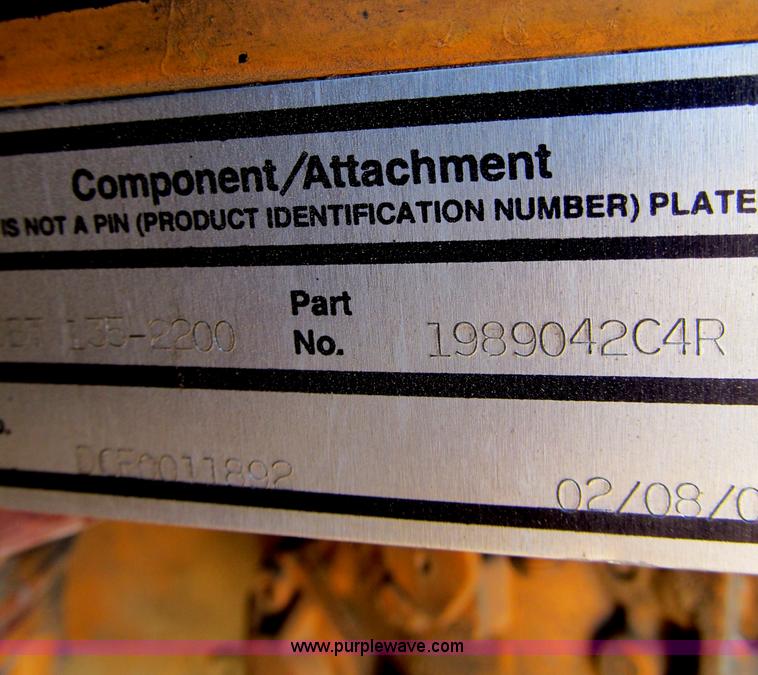 Component/Attachment
IS NOT A PIN (PRODUCT IDENTIFICATION NUMBER) PLATE
135-2200 Part No. 1989042C4R
02/08/0
www.purplewave.com